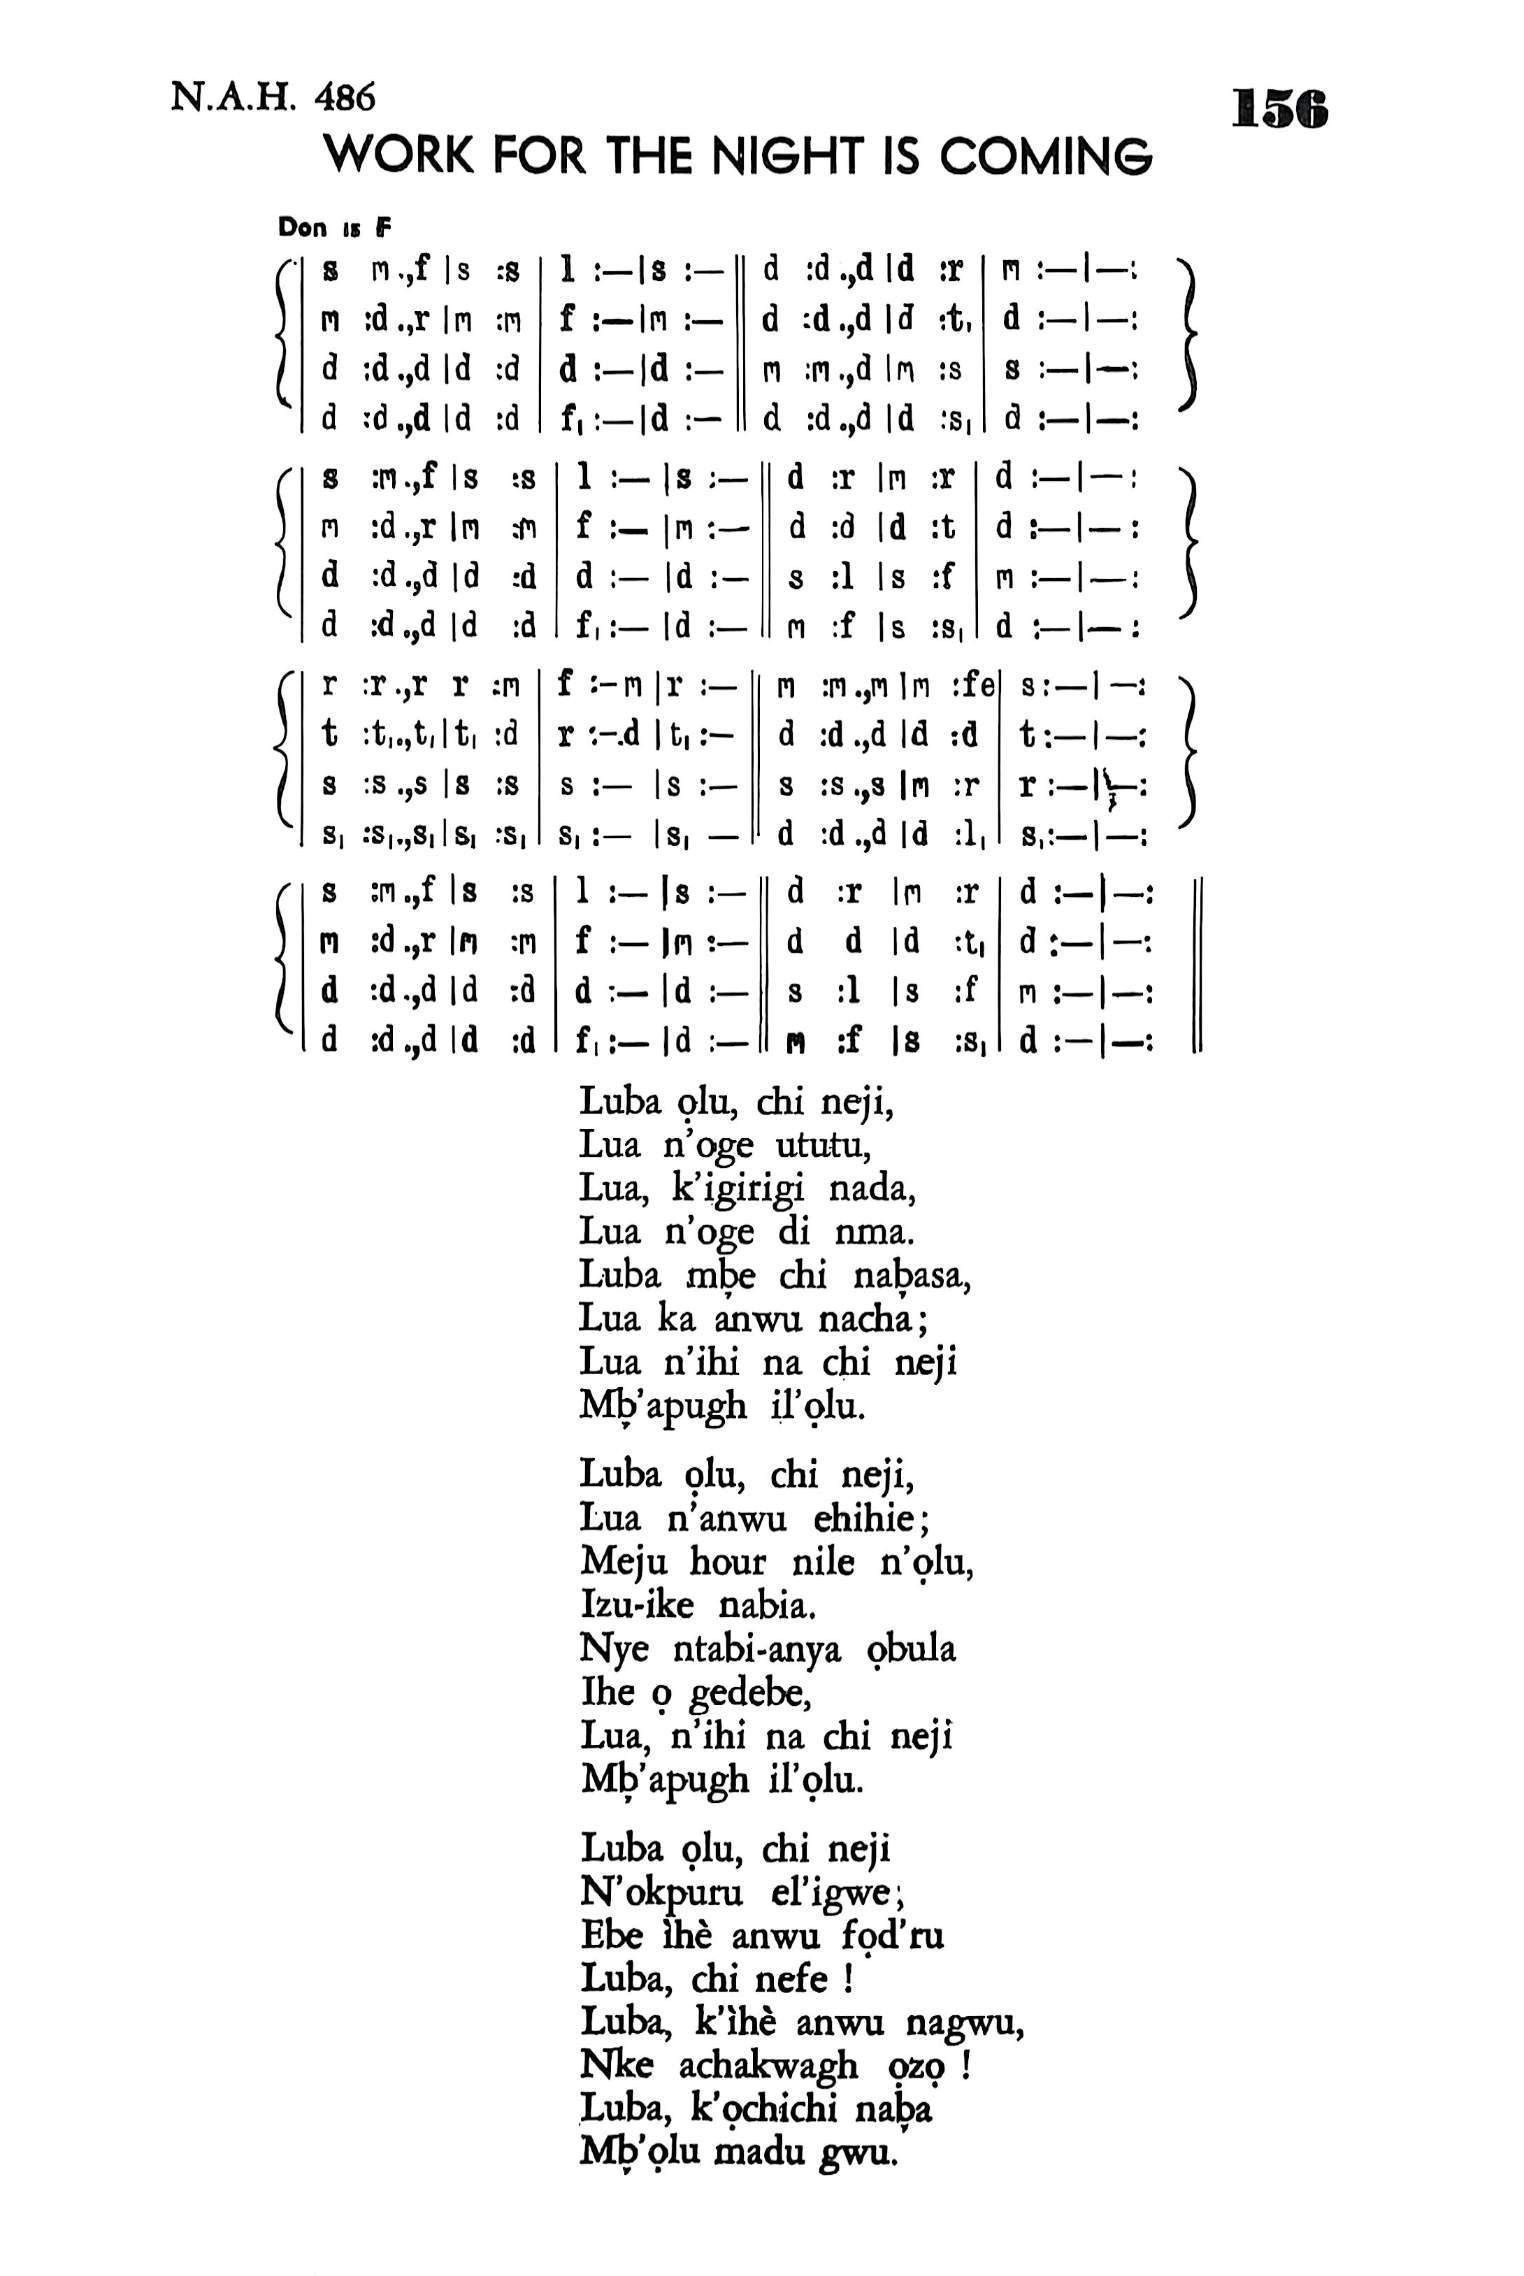 N.A.H. 486
156
WORK FOR THE NIGHT IS COMING
Don is F
s m .,f |s :s | l :—|s :— || d :d .,d |d :r | m :—|—:
m :d .,r |m :m | f :—|m :— || d :d .,d |d :t, | d :—|—:
d :d .,d |d :d | d :—|d :— || m :m .,d |m :s | s :—|—:
d :d .,d |d :d | f, :—|d :— || d :d .,d |d :s, | d :—|—:
s :m .,f |s :s | l :— |s :— || d :r |m :r | d :—|—:
m :d .,r |m :m | f :— |m :— || d :d |d :t | d :—|—:
d :d .,d |d :d | d :— |d :— || s :l |s :f | m :—|—:
d :d .,d |d :d | f, :— |d :— || m :f |s :s, | d :—|—:
r :r .,r r :m | f :–m |r :— || m :m .,m |m :fe| s :—|—:
t :t, .,t, |t, :d | r :–.d |t, :— || d :d .,d |d :d | t :—|—:
s :s .,s |s :s | s :— |s :— || s :s .,s |m :r | r :—|—:
s, :s, .,s, |s, :s, | s, :— |s, — || d :d .,d |d :l, | s, :—|—:
s :m .,f |s :s | l :— |s :— || d :r |m :r | d :—|—: ||
m :d .,r |m :m | f :— |m :— || d d |d :t, | d :—|—: ||
d :d .,d |d :d | d :— |d :— || s :l |s :f | m :—|—: ||
d :d .,d |d :d | f, :— |d :— || m :f |s :s, | d :—|—: ||
Luba ọlu, chi neji,
Lua n'oge ututu,
Lua, k'igirigi nada,
Lua n'oge di nma.
Luba mḅe chi naḅasa,
Lua ka anwu nacha;
Lua n'ihi na chi neji
Mḅ'apugh il'ọlu.
Luba ọlu, chi neji,
Lua n'anwu ehihie;
Meju hour nile n'ọlu,
Izu-ike nabia.
Nye ntabi-anya ọbula
Ihe ọ gedebe,
Lua, n'ihi na chi neji
Mḅ'apugh il'ọlu.
Luba ọlu, chi neji
N'okpuru el'igwe;
Ebe ìhè anwu fọd'ru
Luba, chi nefe !
Luba, k'ìhè anwu nagwu,
Nke achakwagh ọzọ !
Luba, k'ọchichi naḅa
Mḅ'ọlu madu gwu.